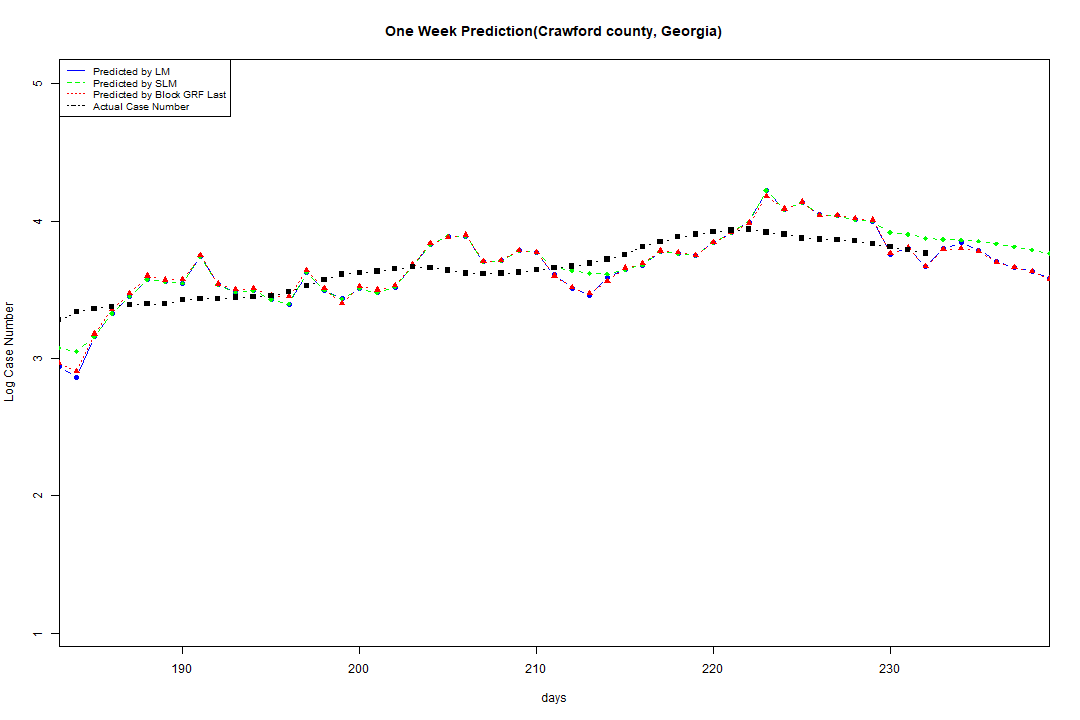 One Week Prediction(Crawford county, Georgia)
Predicted by LM
Predicted by SLM
Predicted by Block GRF Last
Actual Case Number
5
4
3
2
1
Log Case Number
190
200
210
220
230
days